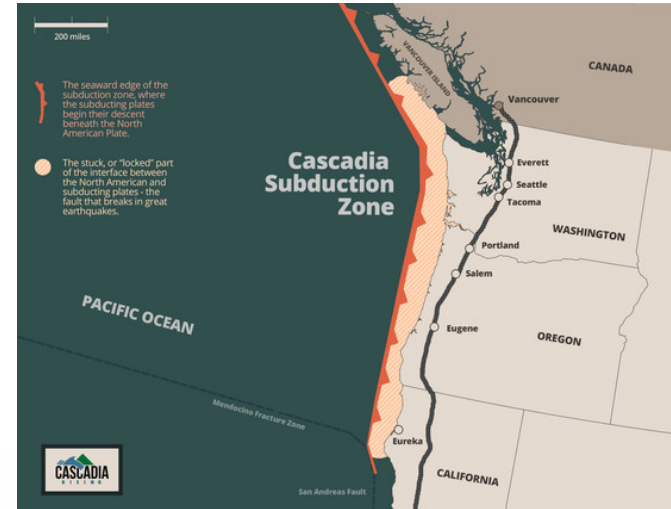 200 miles
The seaward edge of the
subduction zone, where
the subducting plates
begin their descent
beneath the North
American Plate.
The stuck, or "locked" part
of the interface between
the North American and
subducting plates - the
fault that breaks in great
earthquakes.
Cascadia
Subduction
Zone
PACIFIC OCEAN
Mendocino Fracture Zone
San Andreas Fault
CASCADIA
RISING
VANCOUVER ISLAND
CANADA
Vancouver
Everett
Seattle
Tacoma
WASHINGTON
Portland
Salem
OREGON
Eugene
Eureka
CALIFORNIA